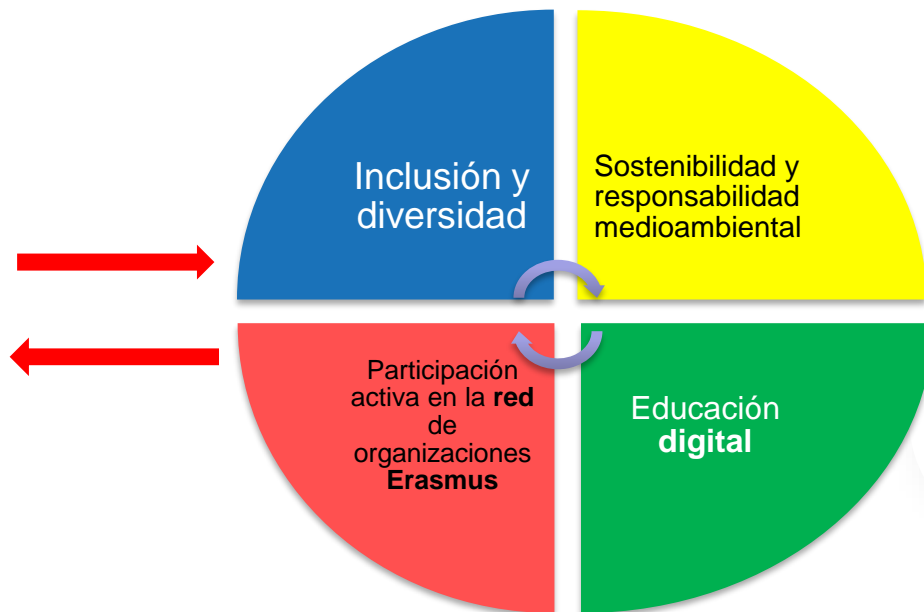 Inclusión y
diversidad
Sostenibilidad y
responsabilidad
medioambiental
Participación
activa en la red
de
organizaciones
Erasmus
Educación
digital